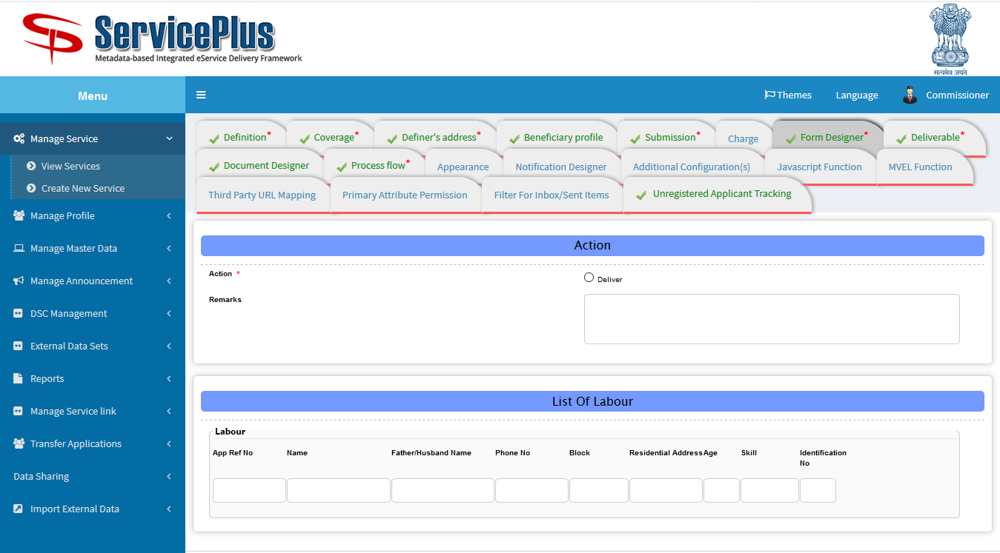 ServicePlus
Metadata-based Integrated eService Delivery Framework
सत्यमेव जयते
Menu
Themes
Language
Commissioner
Manage Service
View Services
Create New Service
Manage Profile
Manage Master Data
Manage Announcement
DSC Management
External Data Sets
Reports
Manage Service link
Transfer Applications
Data Sharing
Import External Data
Definition* Coverage* Definer's address* Beneficiary profile Submission* Charge Form Designer* Deliverable*
Document Designer Process flow* Appearance Notification Designer Additional Configuration(s) Javascript Function MVEL Function
Third Party URL Mapping Primary Attribute Permission Filter For Inbox/Sent Items Unregistered Applicant Tracking
Action
Action *
Deliver
Remarks
List Of Labour
Labour
App Ref No Name Father/Husband Name Phone No Block Residential Address Age Skill Identification
No